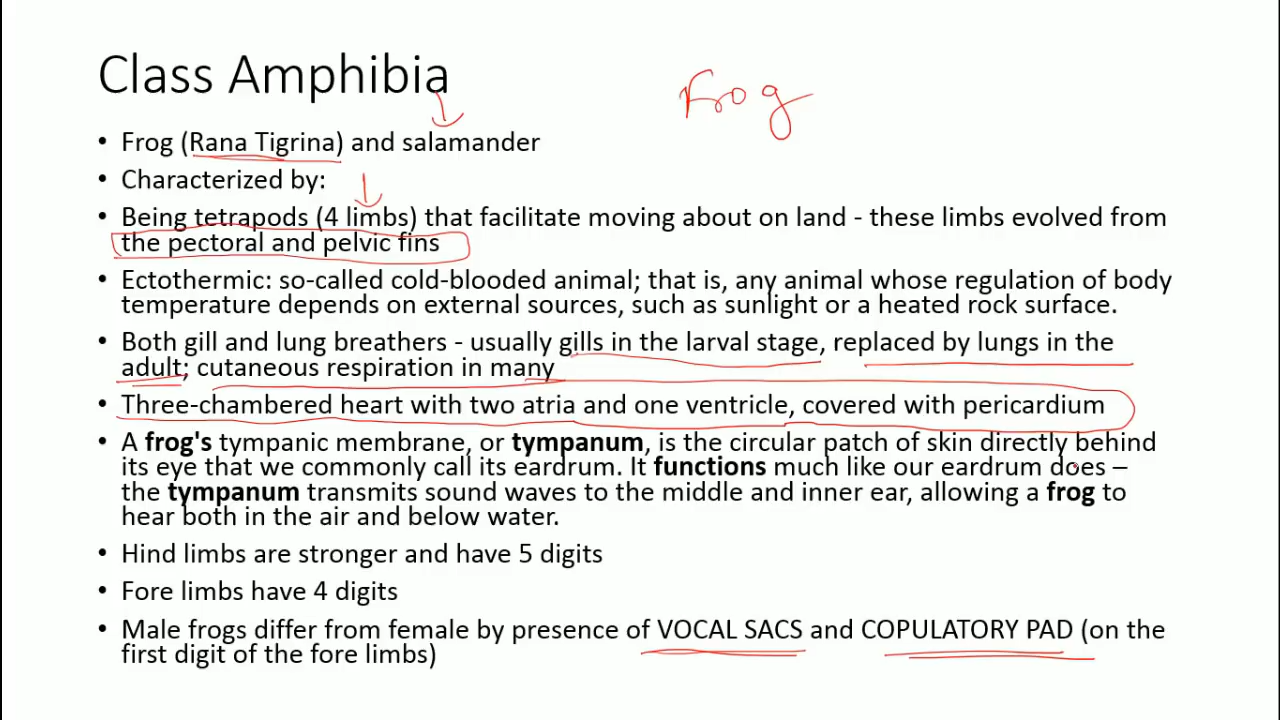 Class Amphibia
Frog
• Frog (Rana Tigrina) and salamander
• Characterized by:
• Being tetrapods (4 limbs) that facilitate moving about on land - these limbs evolved from
the pectoral and pelvic fins
• Ectothermic: so-called cold-blooded animal; that is, any animal whose regulation of body
temperature depends on external sources, such as sunlight or a heated rock surface.
• Both gill and lung breathers - usually gills in the larval stage, replaced by lungs in the
adult; cutaneous respiration in many
• Three-chambered heart with two atria and one ventricle, covered with pericardium
• A frog's tympanic membrane, or tympanum, is the circular patch of skin directly behind
its eye that we commonly call its eardrum. It functions much like our eardrum does –
the tympanum transmits sound waves to the middle and inner ear, allowing a frog to
hear both in the air and below water.
• Hind limbs are stronger and have 5 digits
• Fore limbs have 4 digits
• Male frogs differ from female by presence of VOCAL SACS and COPULATORY PAD (on the
first digit of the fore limbs)